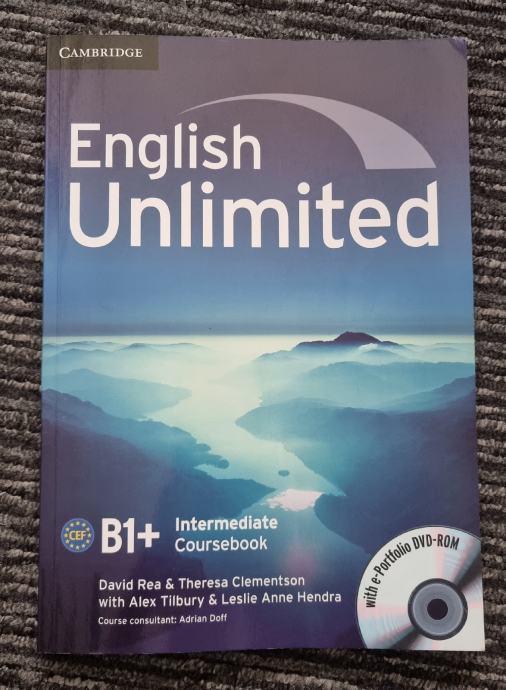 CAMBRIDGE
English
Unlimited
CEF
B1+
Intermediate
Coursebook
David Rea & Theresa Clementson
with Alex Tilbury & Leslie Anne Hendra
Course consultant: Adrian Doff
with e-Portfolio DVD-ROM